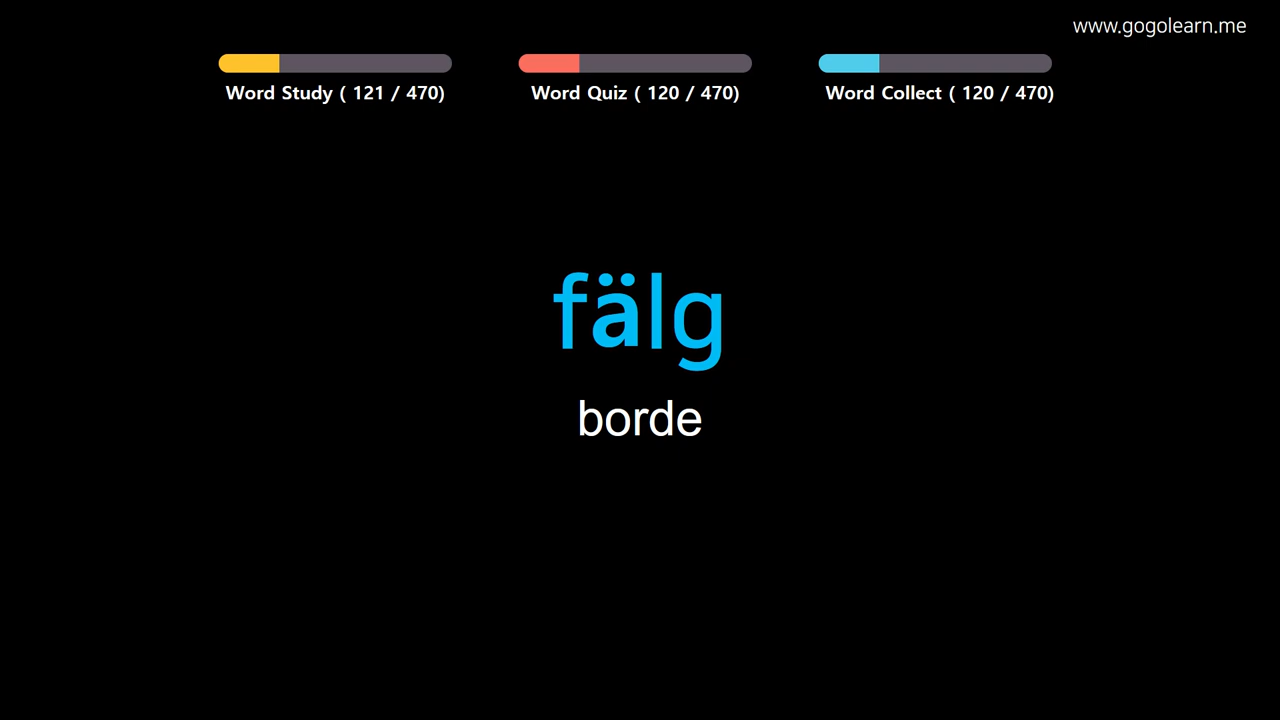 www.gogolearn.me
Word Study ( 121 / 470)
Word Quiz ( 120 / 470)
Word Collect ( 120 / 470)
fälg
borde